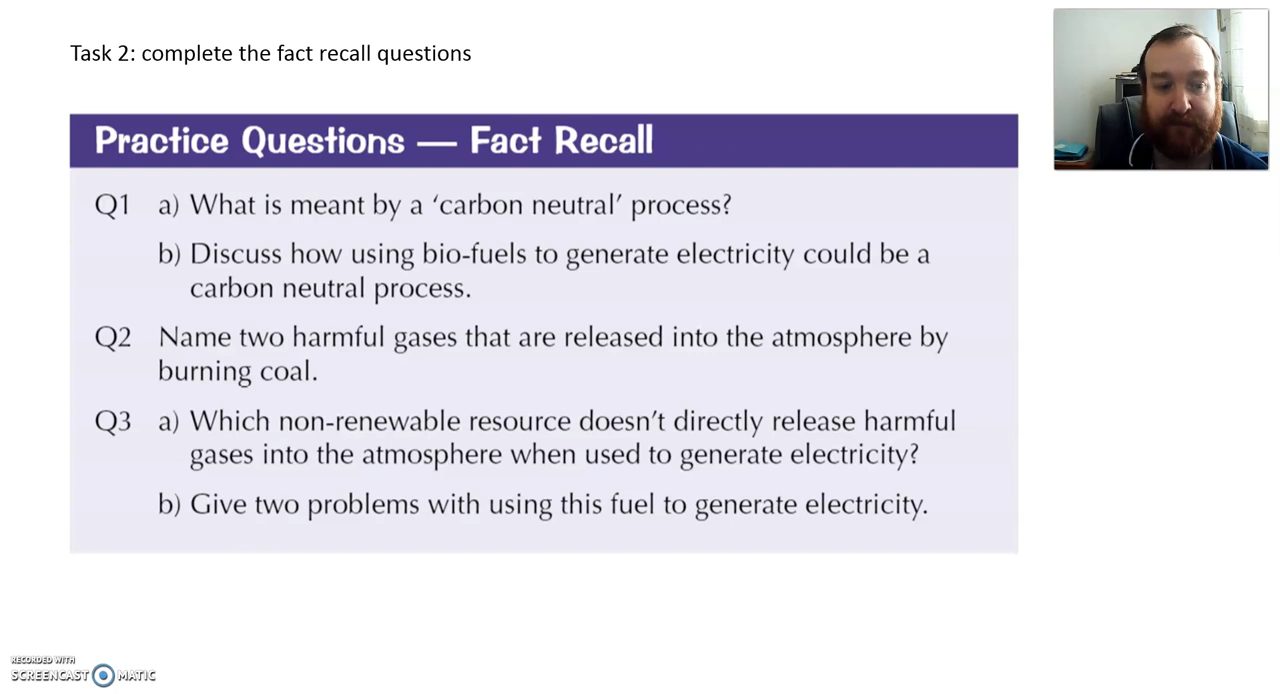 Task 2: complete the fact recall questions
Practice Questions — Fact Recall
Q1 a) What is meant by a ‘carbon neutral’ process?
b) Discuss how using bio-fuels to generate electricity could be a
carbon neutral process.
Q2 Name two harmful gases that are released into the atmosphere by
burning coal.
Q3 a) Which non-renewable resource doesn’t directly release harmful
gases into the atmosphere when used to generate electricity?
b) Give two problems with using this fuel to generate electricity.
RECORDED WITH
SCREENCAST MATIC